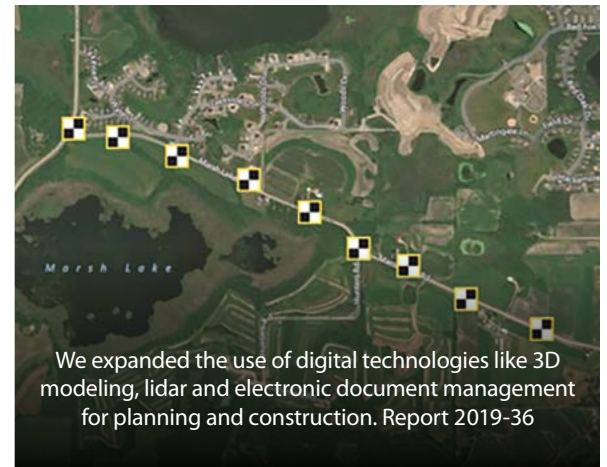 Marsh Lake
We expanded the use of digital technologies like 3D
modeling, lidar and electronic document management
for planning and construction. Report 2019-36